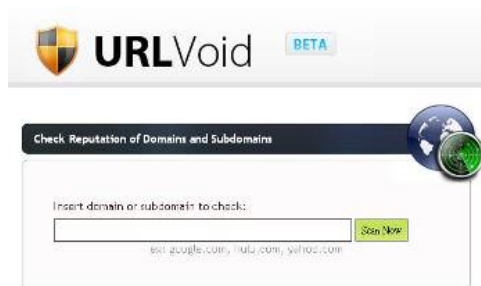 URLVoid BETA
Check Reputation of Domains and Subdomains
Insert domain or subdomain to check:
Scan Now
ex: google.com, hulu.com, yahoo.com